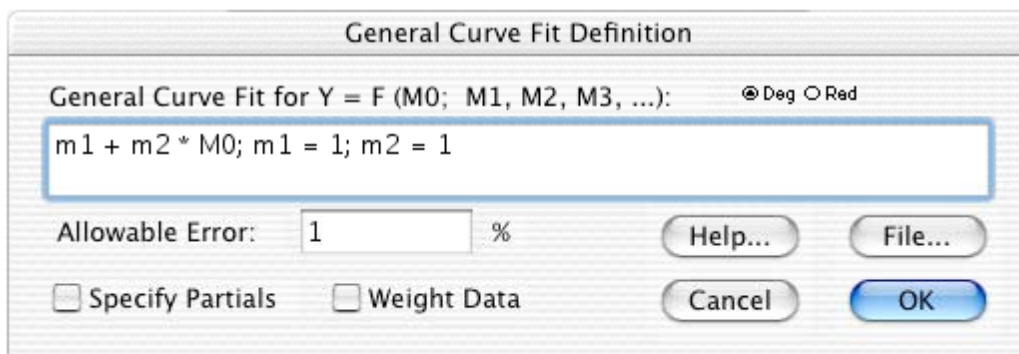 General Curve Fit Definition
General Curve Fit for Y = F (M0; M1, M2, M3, ...): Deg Rad
m1 + m2 * M0; m1 = 1; m2 = 1
Allowable Error: 1 % Help... File...
Specify Partials Weight Data Cancel OK